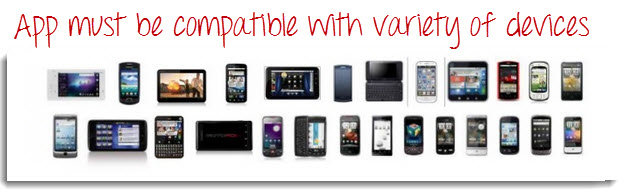 App must be compatible with variety of devices